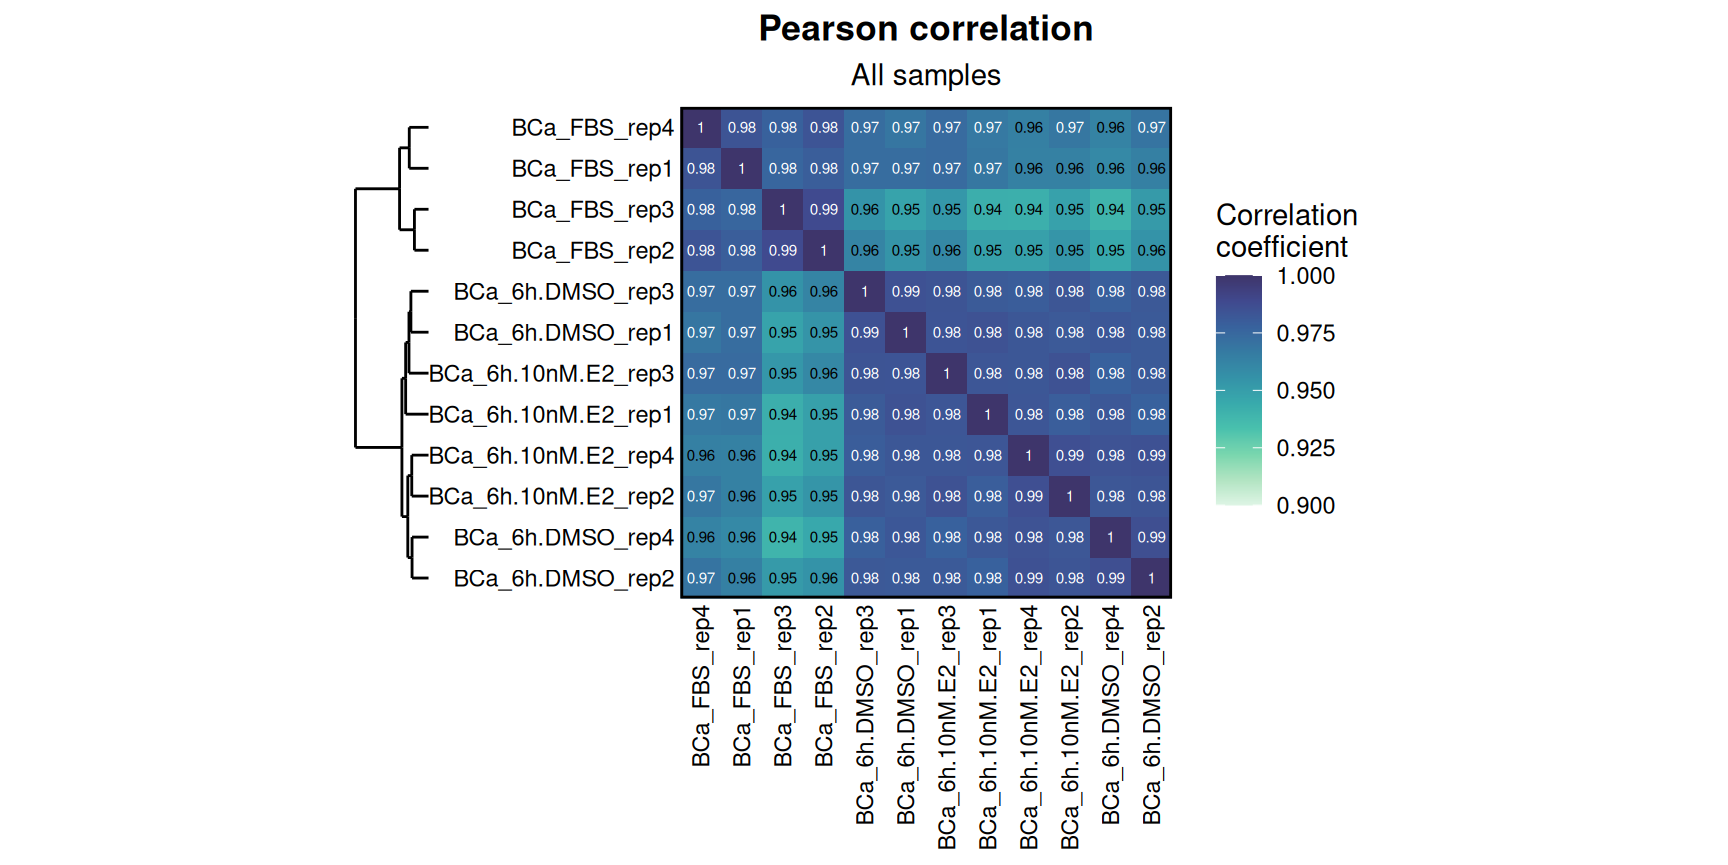 Pearson correlation
All samples
BCa_FBS_rep4 1 0.98 0.98 0.98 0.97 0.97 0.97 0.97 0.96 0.97 0.96 0.97
BCa_FBS_rep1 0.98 1 0.98 0.98 0.97 0.97 0.97 0.97 0.96 0.96 0.96 0.96
BCa_FBS_rep3 0.98 0.98 1 0.99 0.96 0.95 0.95 0.94 0.94 0.95 0.94 0.95
BCa_FBS_rep2 0.98 0.98 0.99 1 0.96 0.95 0.96 0.95 0.95 0.95 0.95 0.96
BCa_6h.DMSO_rep3 0.97 0.97 0.96 0.96 1 0.99 0.98 0.98 0.98 0.98 0.98 0.98
BCa_6h.DMSO_rep1 0.97 0.97 0.95 0.95 0.99 1 0.98 0.98 0.98 0.98 0.98 0.98
BCa_6h.10nM.E2_rep3 0.97 0.97 0.95 0.96 0.98 0.98 1 0.98 0.98 0.98 0.98 0.98
BCa_6h.10nM.E2_rep1 0.97 0.97 0.94 0.95 0.98 0.98 0.98 1 0.98 0.98 0.98 0.98
BCa_6h.10nM.E2_rep4 0.96 0.96 0.94 0.95 0.98 0.98 0.98 0.98 1 0.99 0.98 0.99
BCa_6h.10nM.E2_rep2 0.97 0.96 0.95 0.95 0.98 0.98 0.98 0.98 0.99 1 0.98 0.98
BCa_6h.DMSO_rep4 0.96 0.96 0.94 0.95 0.98 0.98 0.98 0.98 0.98 0.98 1 0.99
BCa_6h.DMSO_rep2 0.97 0.96 0.95 0.96 0.98 0.98 0.98 0.98 0.99 0.98 0.99 1
BCa_FBS_rep4
BCa_FBS_rep1
BCa_FBS_rep3
BCa_FBS_rep2
BCa_6h.DMSO_rep3
BCa_6h.DMSO_rep1
BCa_6h.10nM.E2_rep3
BCa_6h.10nM.E2_rep1
BCa_6h.10nM.E2_rep4
BCa_6h.10nM.E2_rep2
BCa_6h.DMSO_rep4
BCa_6h.DMSO_rep2
Correlation
coefficient
1.000
0.975
0.950
0.925
0.900